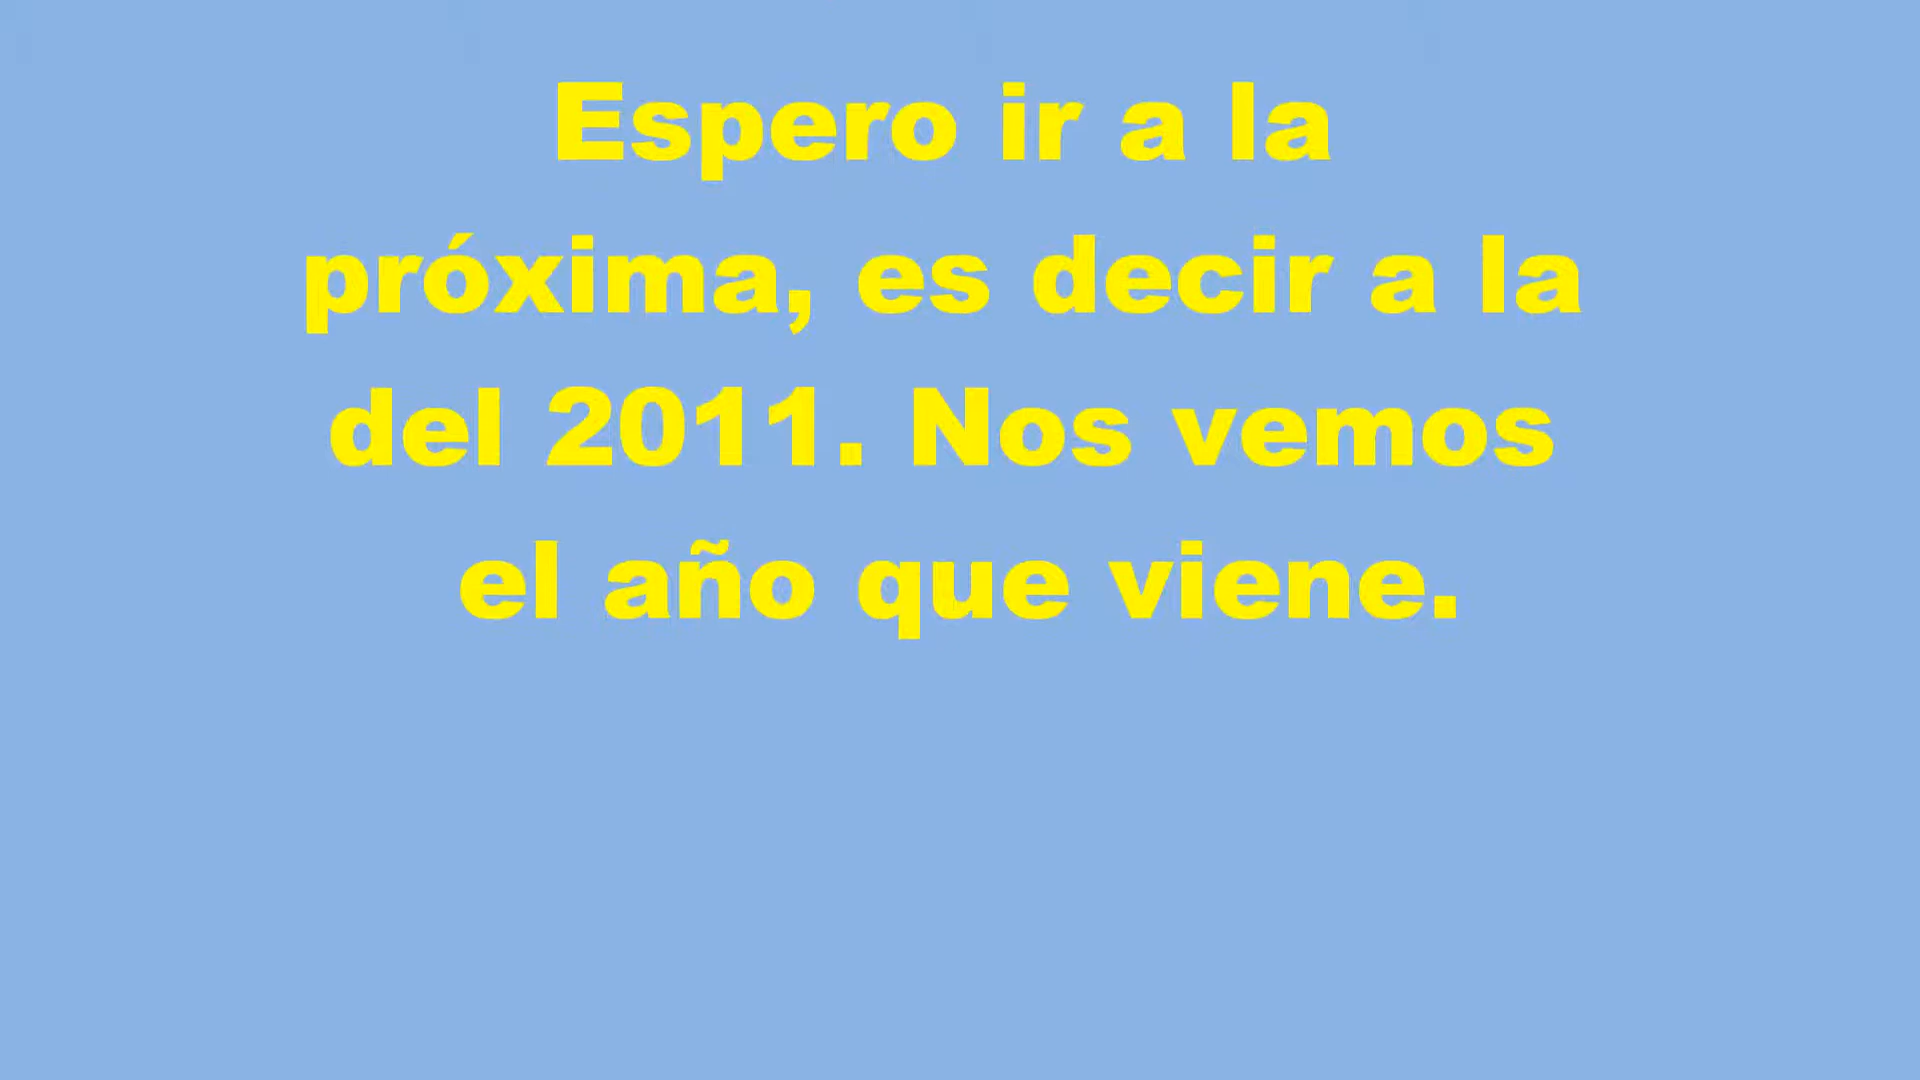 Espero ir a la
próxima, es decir a la
del 2011. Nos vemos
el año que viene.